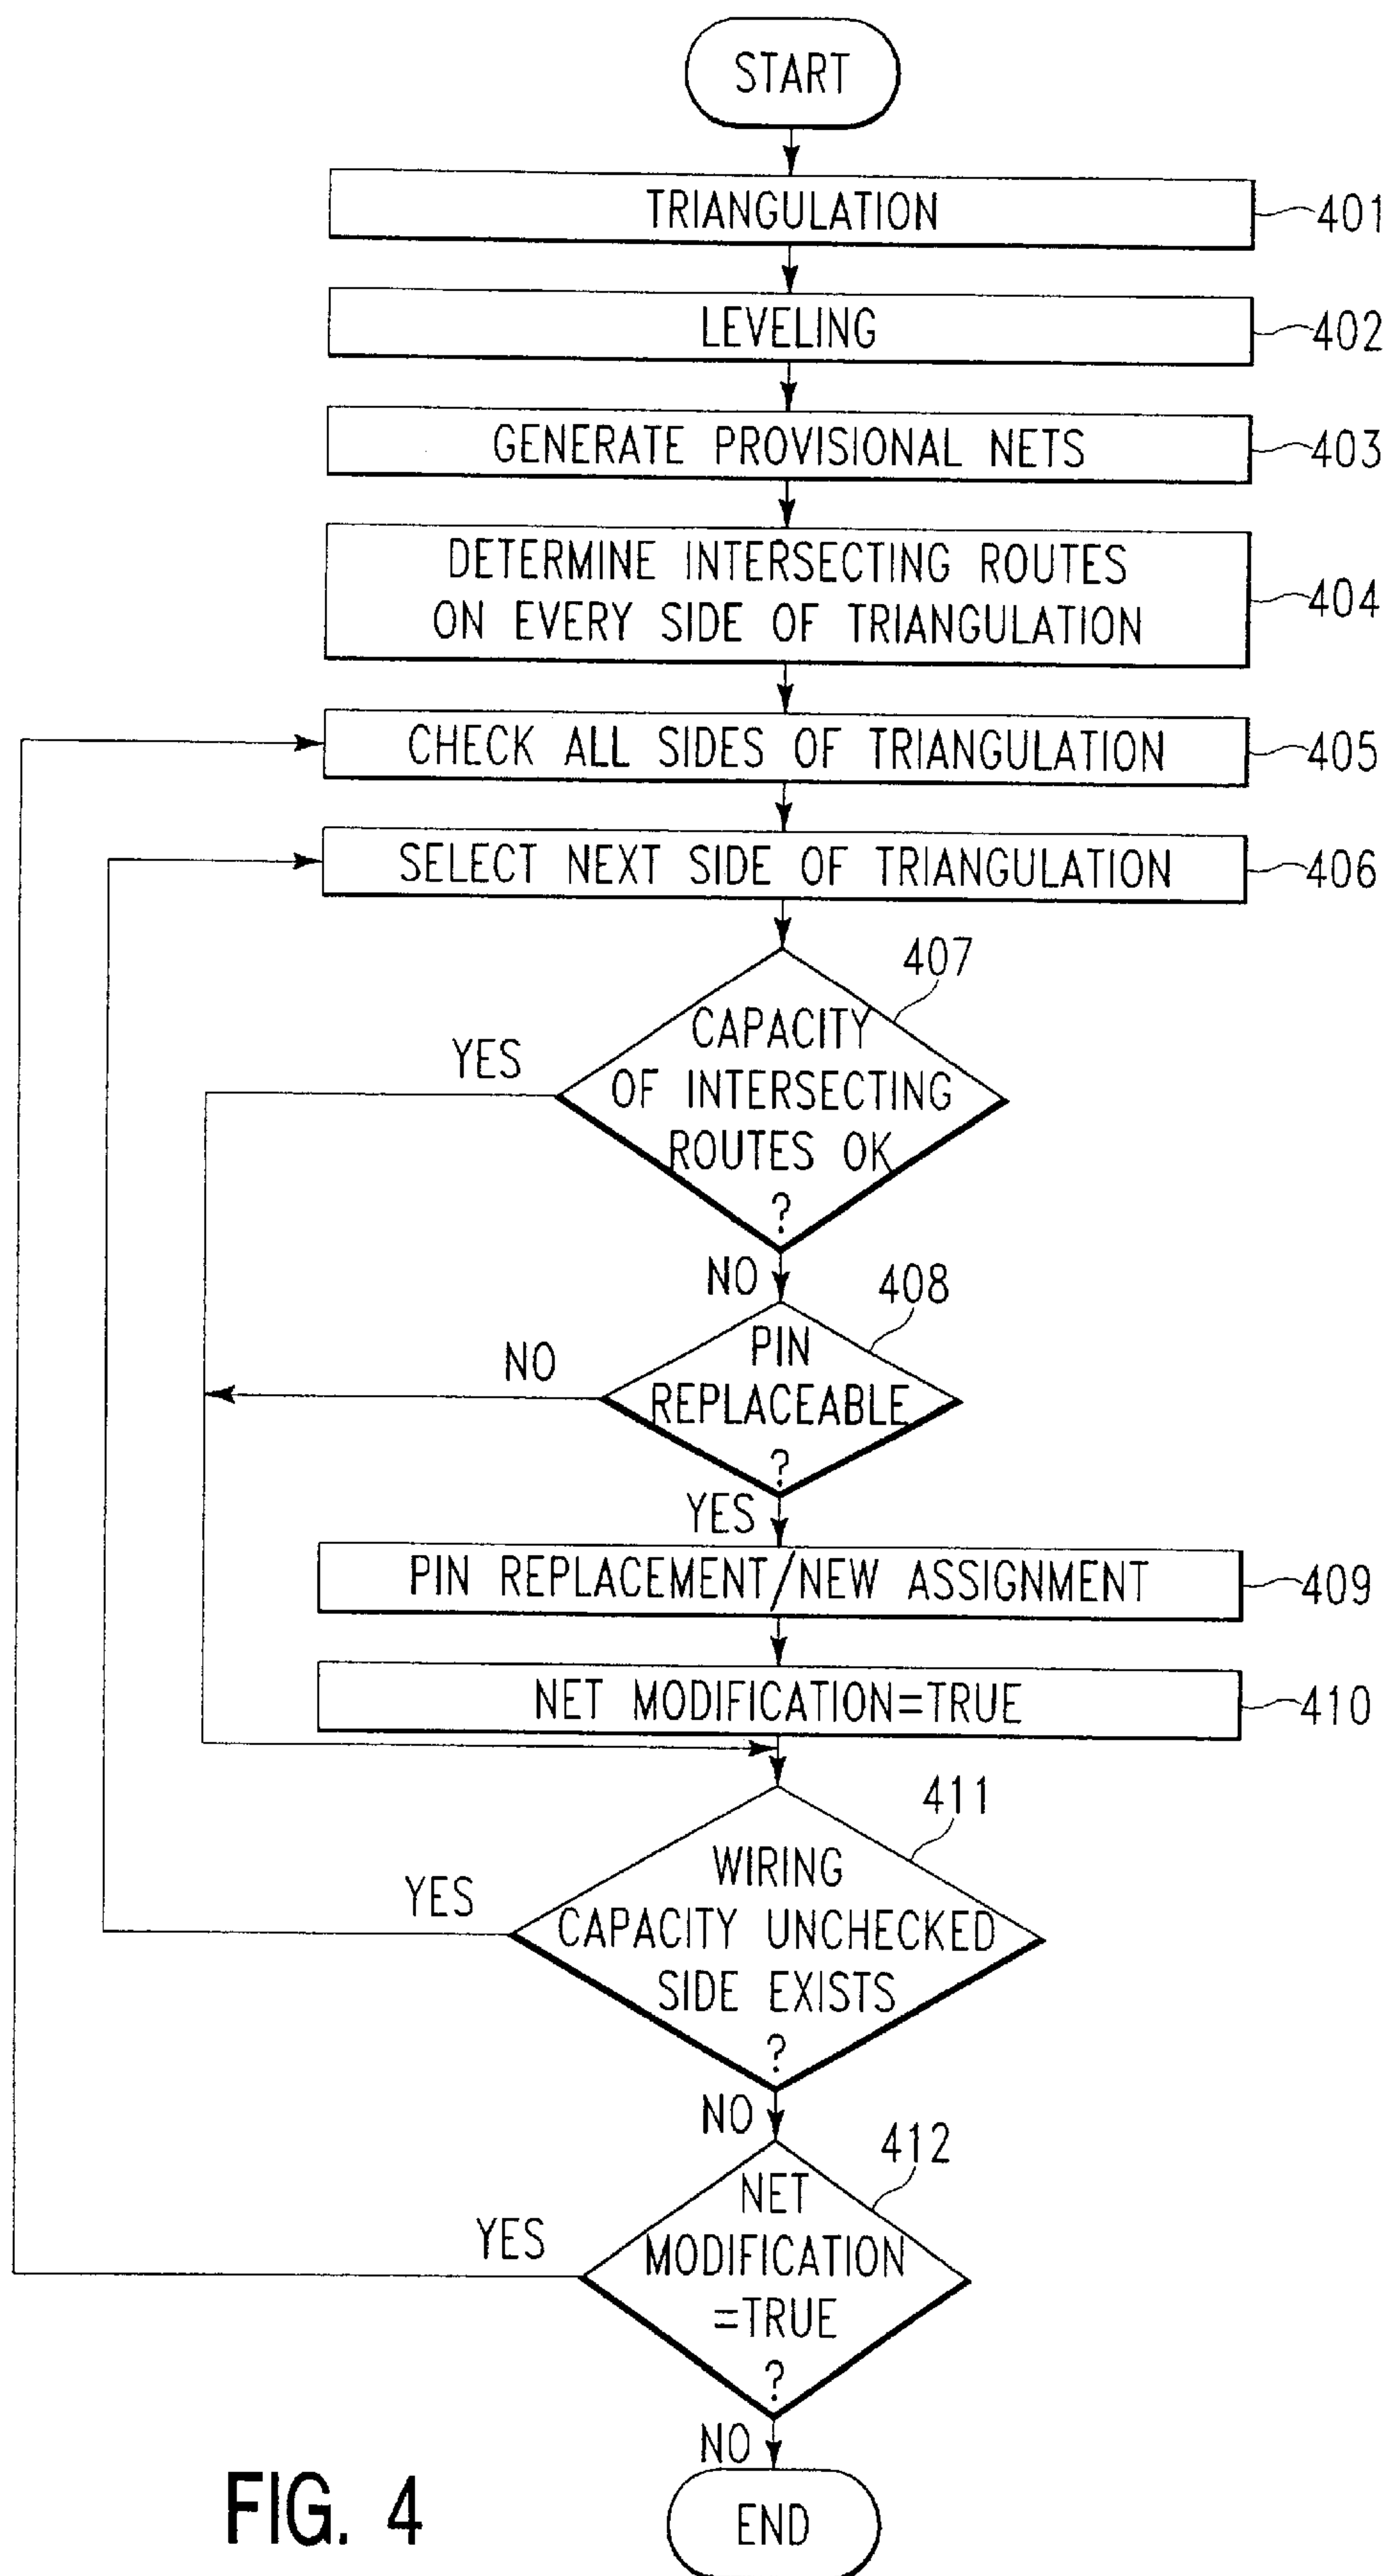 START
TRIANGULATION
401
LEVELING
402
GENERATE PROVISIONAL NETS
403
DETERMINE INTERSECTING ROUTES
ON EVERY SIDE OF TRIANGULATION
404
CHECK ALL SIDES OF TRIANGULATION
405
SELECT NEXT SIDE OF TRIANGULATION
406
407
CAPACITY
OF INTERSECTING
ROUTES OK
?
YES
NO
408
PIN
REPLACEABLE
?
NO
YES
PIN REPLACEMENT/NEW ASSIGNMENT
409
NET MODIFICATION=TRUE
410
411
WIRING
CAPACITY UNCHECKED
SIDE EXISTS
?
YES
NO
412
NET
MODIFICATION
=TRUE
?
YES
NO
END
FIG. 4